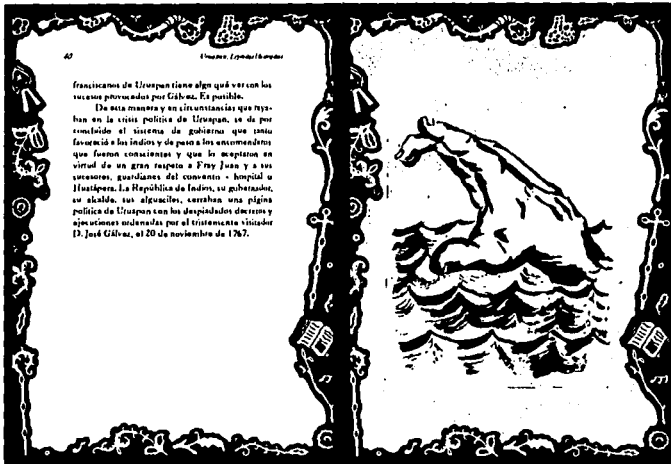 40
Uruapan, Leyendas
franciscanos de Uruapan tiene algo qué ver con los
sucesos provocados por Gálvez. Es posible.
De esta manera y en circunstancias que raya-
ban en la crisis política de Uruapan, se da por
concluido el sistema de gobierno que tanto
favoreció a los indios y de paso a los encomenderos
que fueron conscientes y que lo aceptaron en
virtud de un gran respeto a Fray Juan y a sus
sucesores, guardianes del convento - hospital o
Huatápera. La República de Indios, su gobernador,
su alcalde, sus alguaciles, cerraban una página
política de Uruapan con los despiadados decretos y
ejecuciones ordenadas por el tristemente visitador
D. José Gálvez, el 20 de noviembre de 1767.